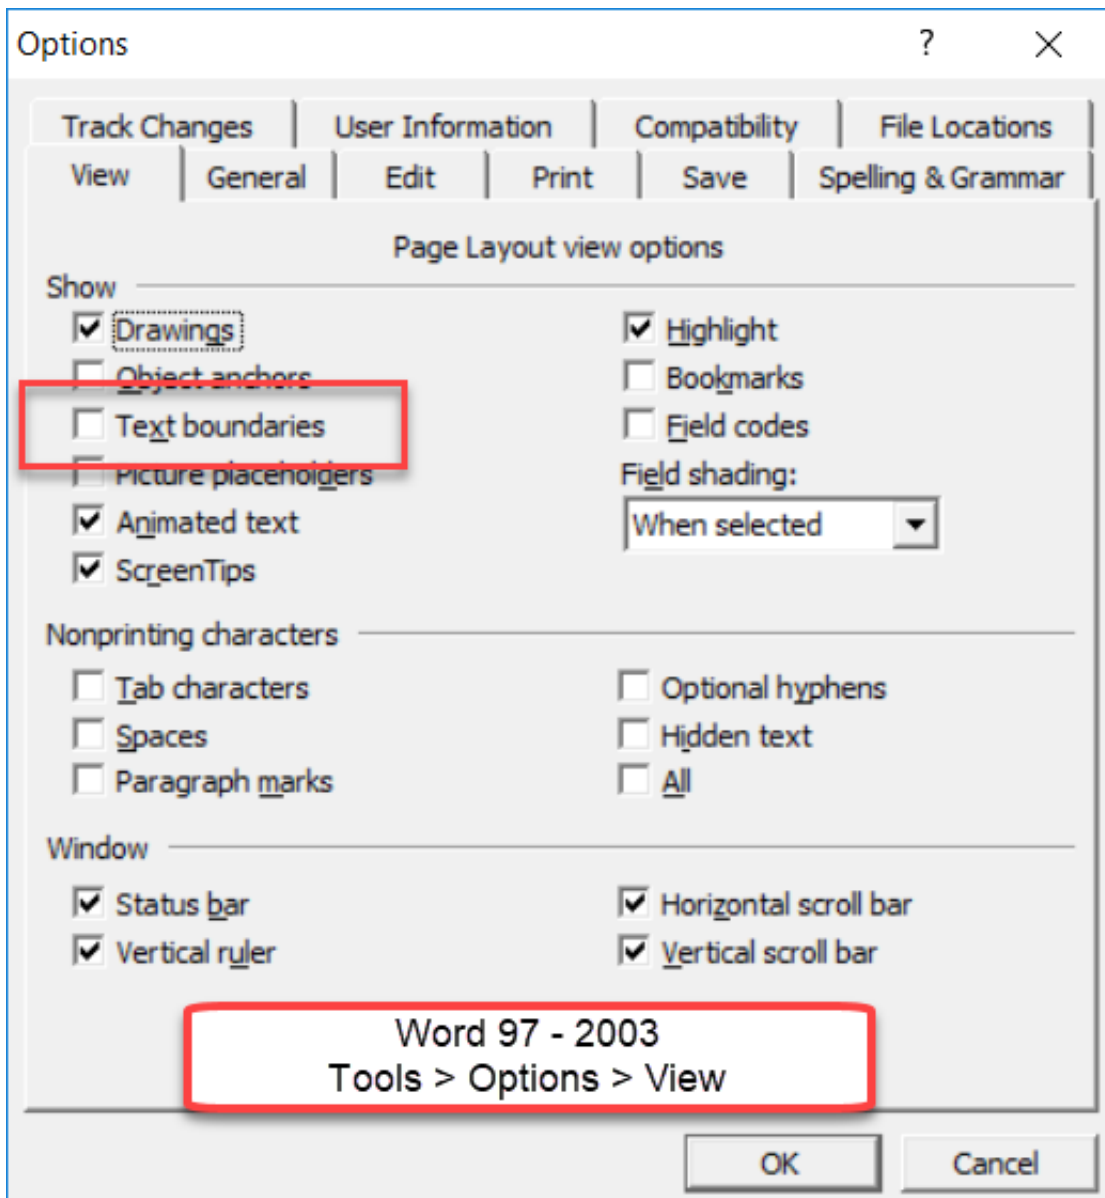 Options ?
Track Changes User Information Compatibility File Locations
View General Edit Print Save Spelling & Grammar
Page Layout view options
Show
Drawings Highlight
Object anchors Bookmarks
Text boundaries Field codes
Picture placeholders Field shading:
Animated text When selected
ScreenTips
Nonprinting characters
Tab characters Optional hyphens
Spaces Hidden text
Paragraph marks All
Window
Status bar Horizontal scroll bar
Vertical ruler Vertical scroll bar
Word 97 - 2003
Tools > Options > View
OK Cancel